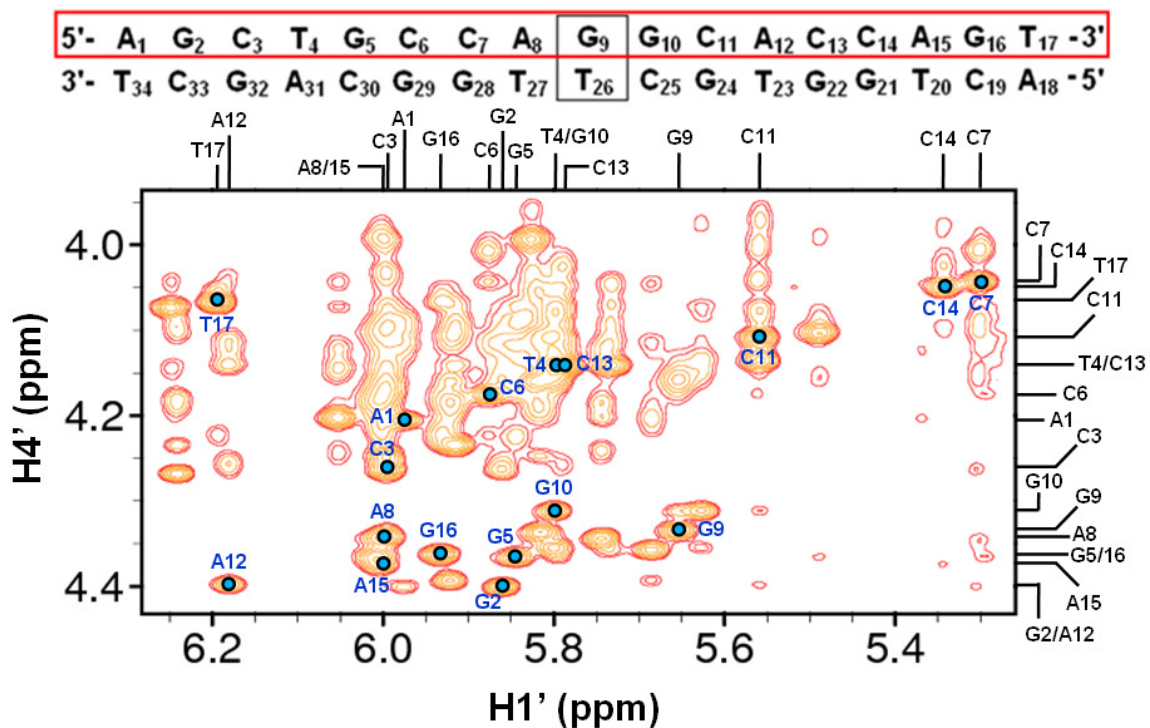 5'- A₁ G₂ C₃ T₄ G₅ C₆ C₇ A₈ G₉ G₁₀ C₁₁ A₁₂ C₁₃ C₁₄ A₁₅ G₁₆ T₁₇ -3'
3'- T₃₄ C₃₃ G₃₂ A₃₁ C₃₀ G₂₉ G₂₈ T₂₇ T₂₆ C₂₅ G₂₄ T₂₃ G₂₂ G₂₁ T₂₀ C₁₉ A₁₈ -5'
T17
A12
A8/15
C3
A1
G16
C6
G2
G5
T4/G10
C13
G9
C11
C14
C7
4.0
4.2
4.4
H4' (ppm)
T17
C14
C7
C11
T4
C13
C6
A1
C3
G10
G9
A8
G16
G5
A15
A12
G2
C7
C14
T17
C11
T4/C13
C6
A1
C3
G10
G9
A8
G5/16
A15
G2/A12
6.2 6.0 5.8 5.6 5.4
H1' (ppm)